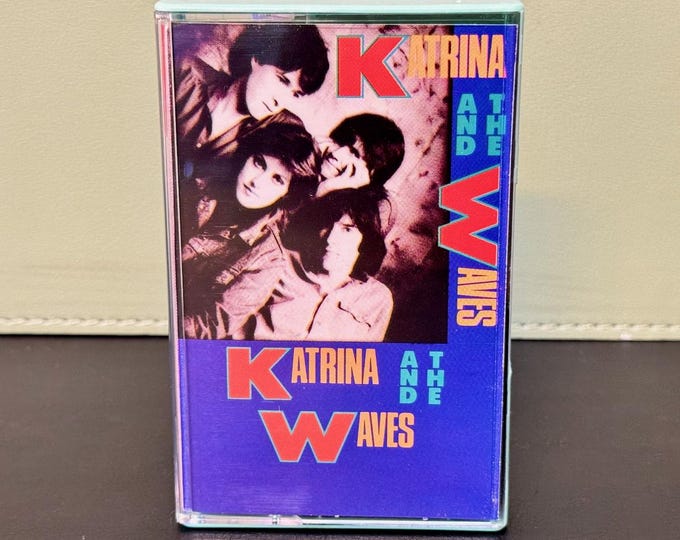 KATRINA
AND THE
WAVES
KATRINA AND THE
WAVES